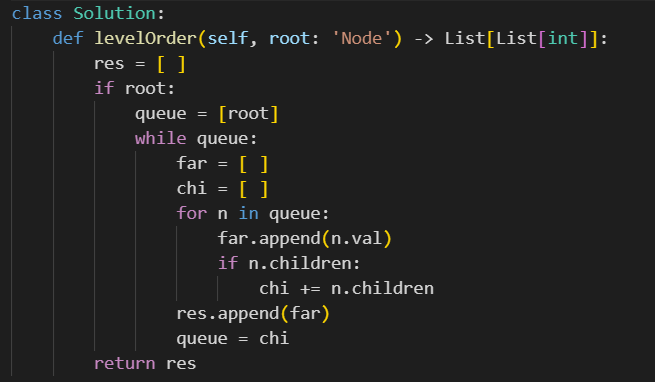 class Solution:
    def levelOrder(self, root: 'Node') -> List[List[int]]:
        res = [ ]
        if root:
            queue = [root]
            while queue:
                far = [ ]
                chi = [ ]
                for n in queue:
                    far.append(n.val)
                    if n.children:
                        chi += n.children
                res.append(far)
                queue = chi
        return res